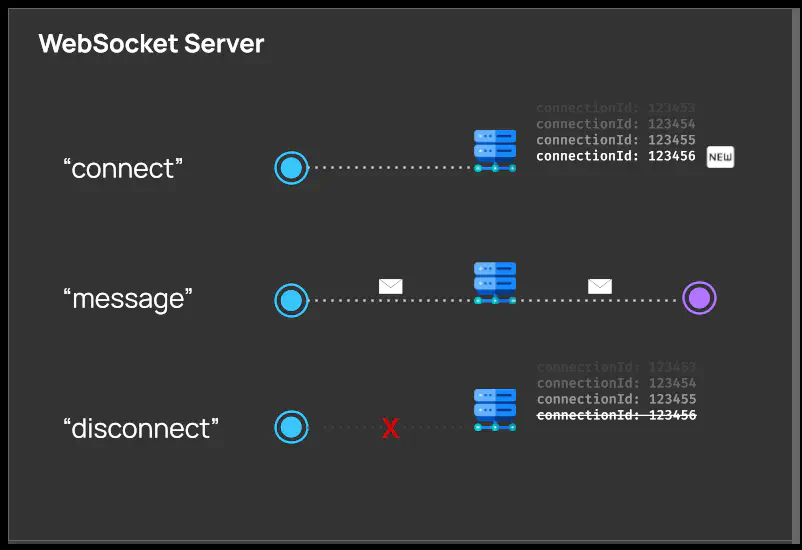 WebSocket Server
“connect”
connectionId: 123453
connectionId: 123454
connectionId: 123455
connectionId: 123456 NEW
“message”
“disconnect”
connectionId: 123453
connectionId: 123454
connectionId: 123455
connectionId: 123456
X